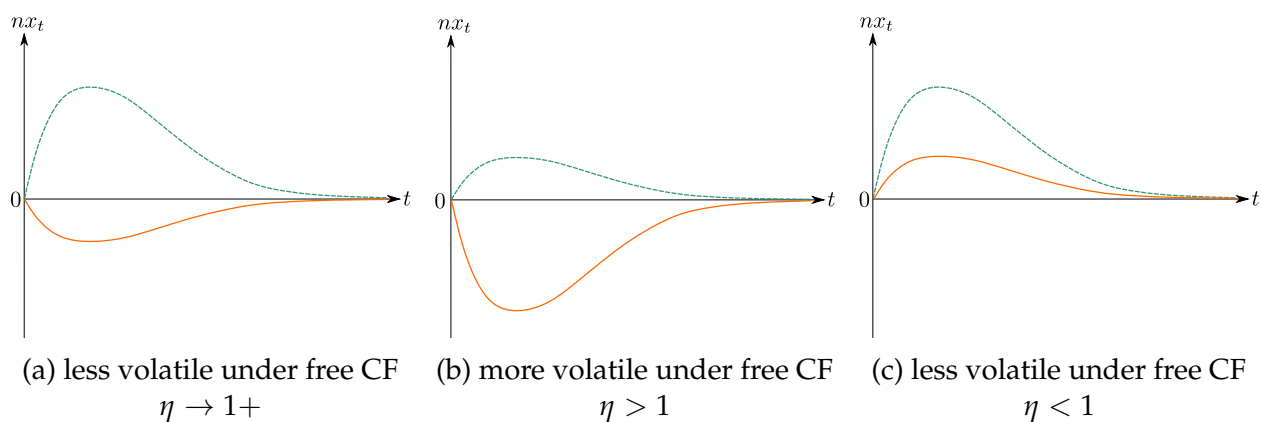 nx_t
0
t
(a) less volatile under free CF
η → 1+
nx_t
0
t
(b) more volatile under free CF
η > 1
nx_t
0
t
(c) less volatile under free CF
η < 1